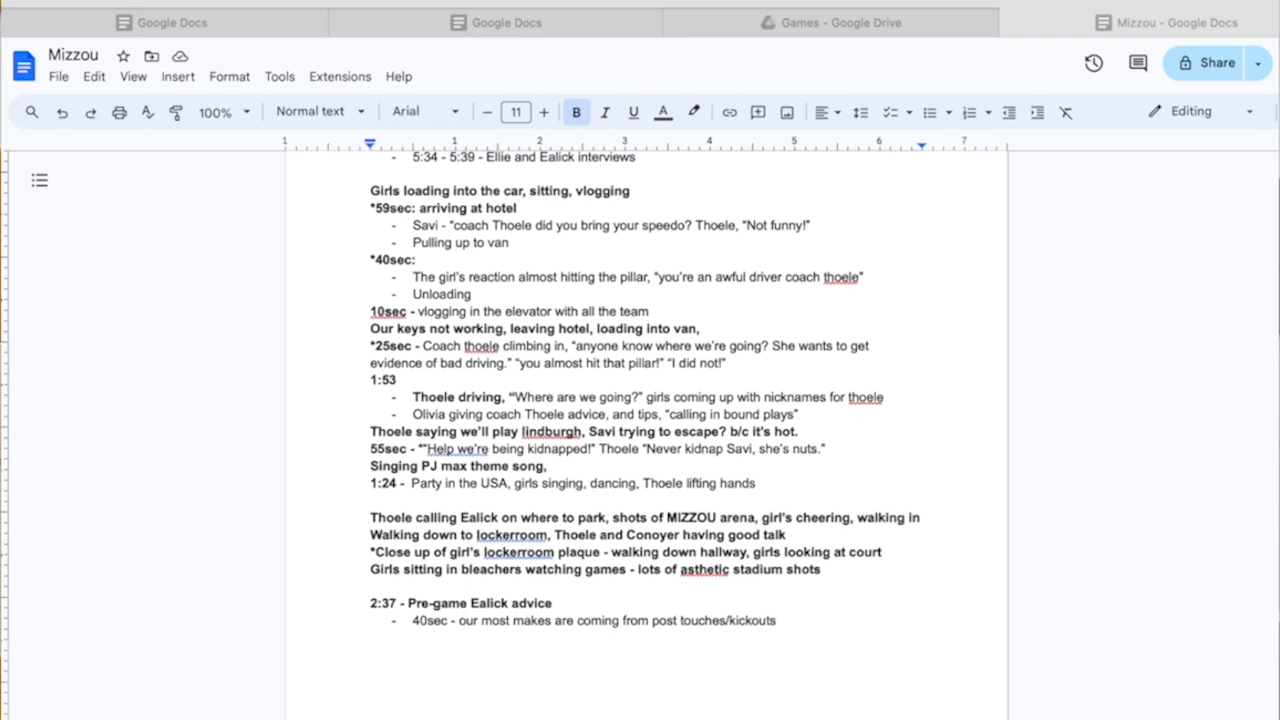 Google Docs
Google Docs
Games - Google Drive
Mizzou - Google Docs
Mizzou
File Edit View Insert Format Tools Extensions Help
Share
100% Normal text Arial 11 B I U A Editing
1 1 2 3 4 5 6 7
- 5:34 - 5:39 - Ellie and Ealick interviews
Girls loading into the car, sitting, vlogging
*59sec: arriving at hotel
- Savi - “coach Thoele did you bring your speedo? Thoele, “Not funny!”
- Pulling up to van
*40sec:
- The girl’s reaction almost hitting the pillar, “you’re an awful driver coach thoele”
- Unloading
10sec - vlogging in the elevator with all the team
Our keys not working, leaving hotel, loading into van,
*25sec - Coach thoele climbing in, “anyone know where we’re going? She wants to get
evidence of bad driving.” “you almost hit that pillar!” “I did not!”
1:53
- Thoele driving, “Where are we going?” girls coming up with nicknames for thoele
- Olivia giving coach Thoele advice, and tips, “calling in bound plays”
Thoele saying we’ll play lindburgh, Savi trying to escape? b/c it’s hot.
55sec - *“Help we’re being kidnapped!” Thoele “Never kidnap Savi, she’s nuts.”
Singing PJ max theme song,
1:24 - Party in the USA, girls singing, dancing, Thoele lifting hands
Thoele calling Ealick on where to park, shots of MIZZOU arena, girl’s cheering, walking in
Walking down to lockerroom, Thoele and Conoyer having good talk
*Close up of girl’s lockerroom plaque - walking down hallway, girls looking at court
Girls sitting in bleachers watching games - lots of asthetic stadium shots
2:37 - Pre-game Ealick advice
- 40sec - our most makes are coming from post touches/kickouts